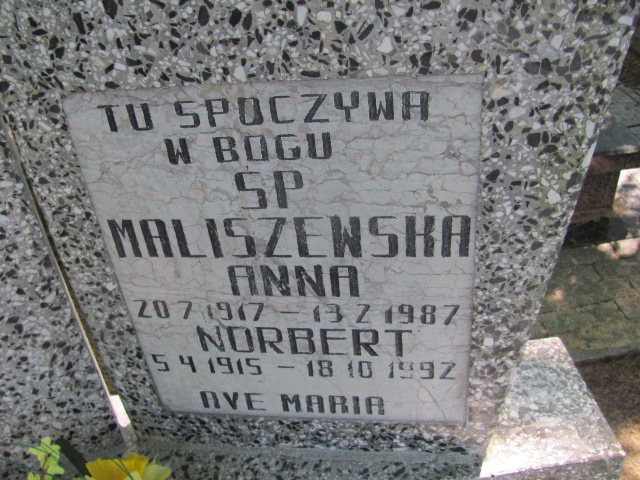 TU SPOCZYWA
W BOGU
ŚP
MALISZEWSKA
ANNA
20 7 1917 – 13 2 1987
NORBERT
5 4 1915 – 18 10 1992
AVE MARIA